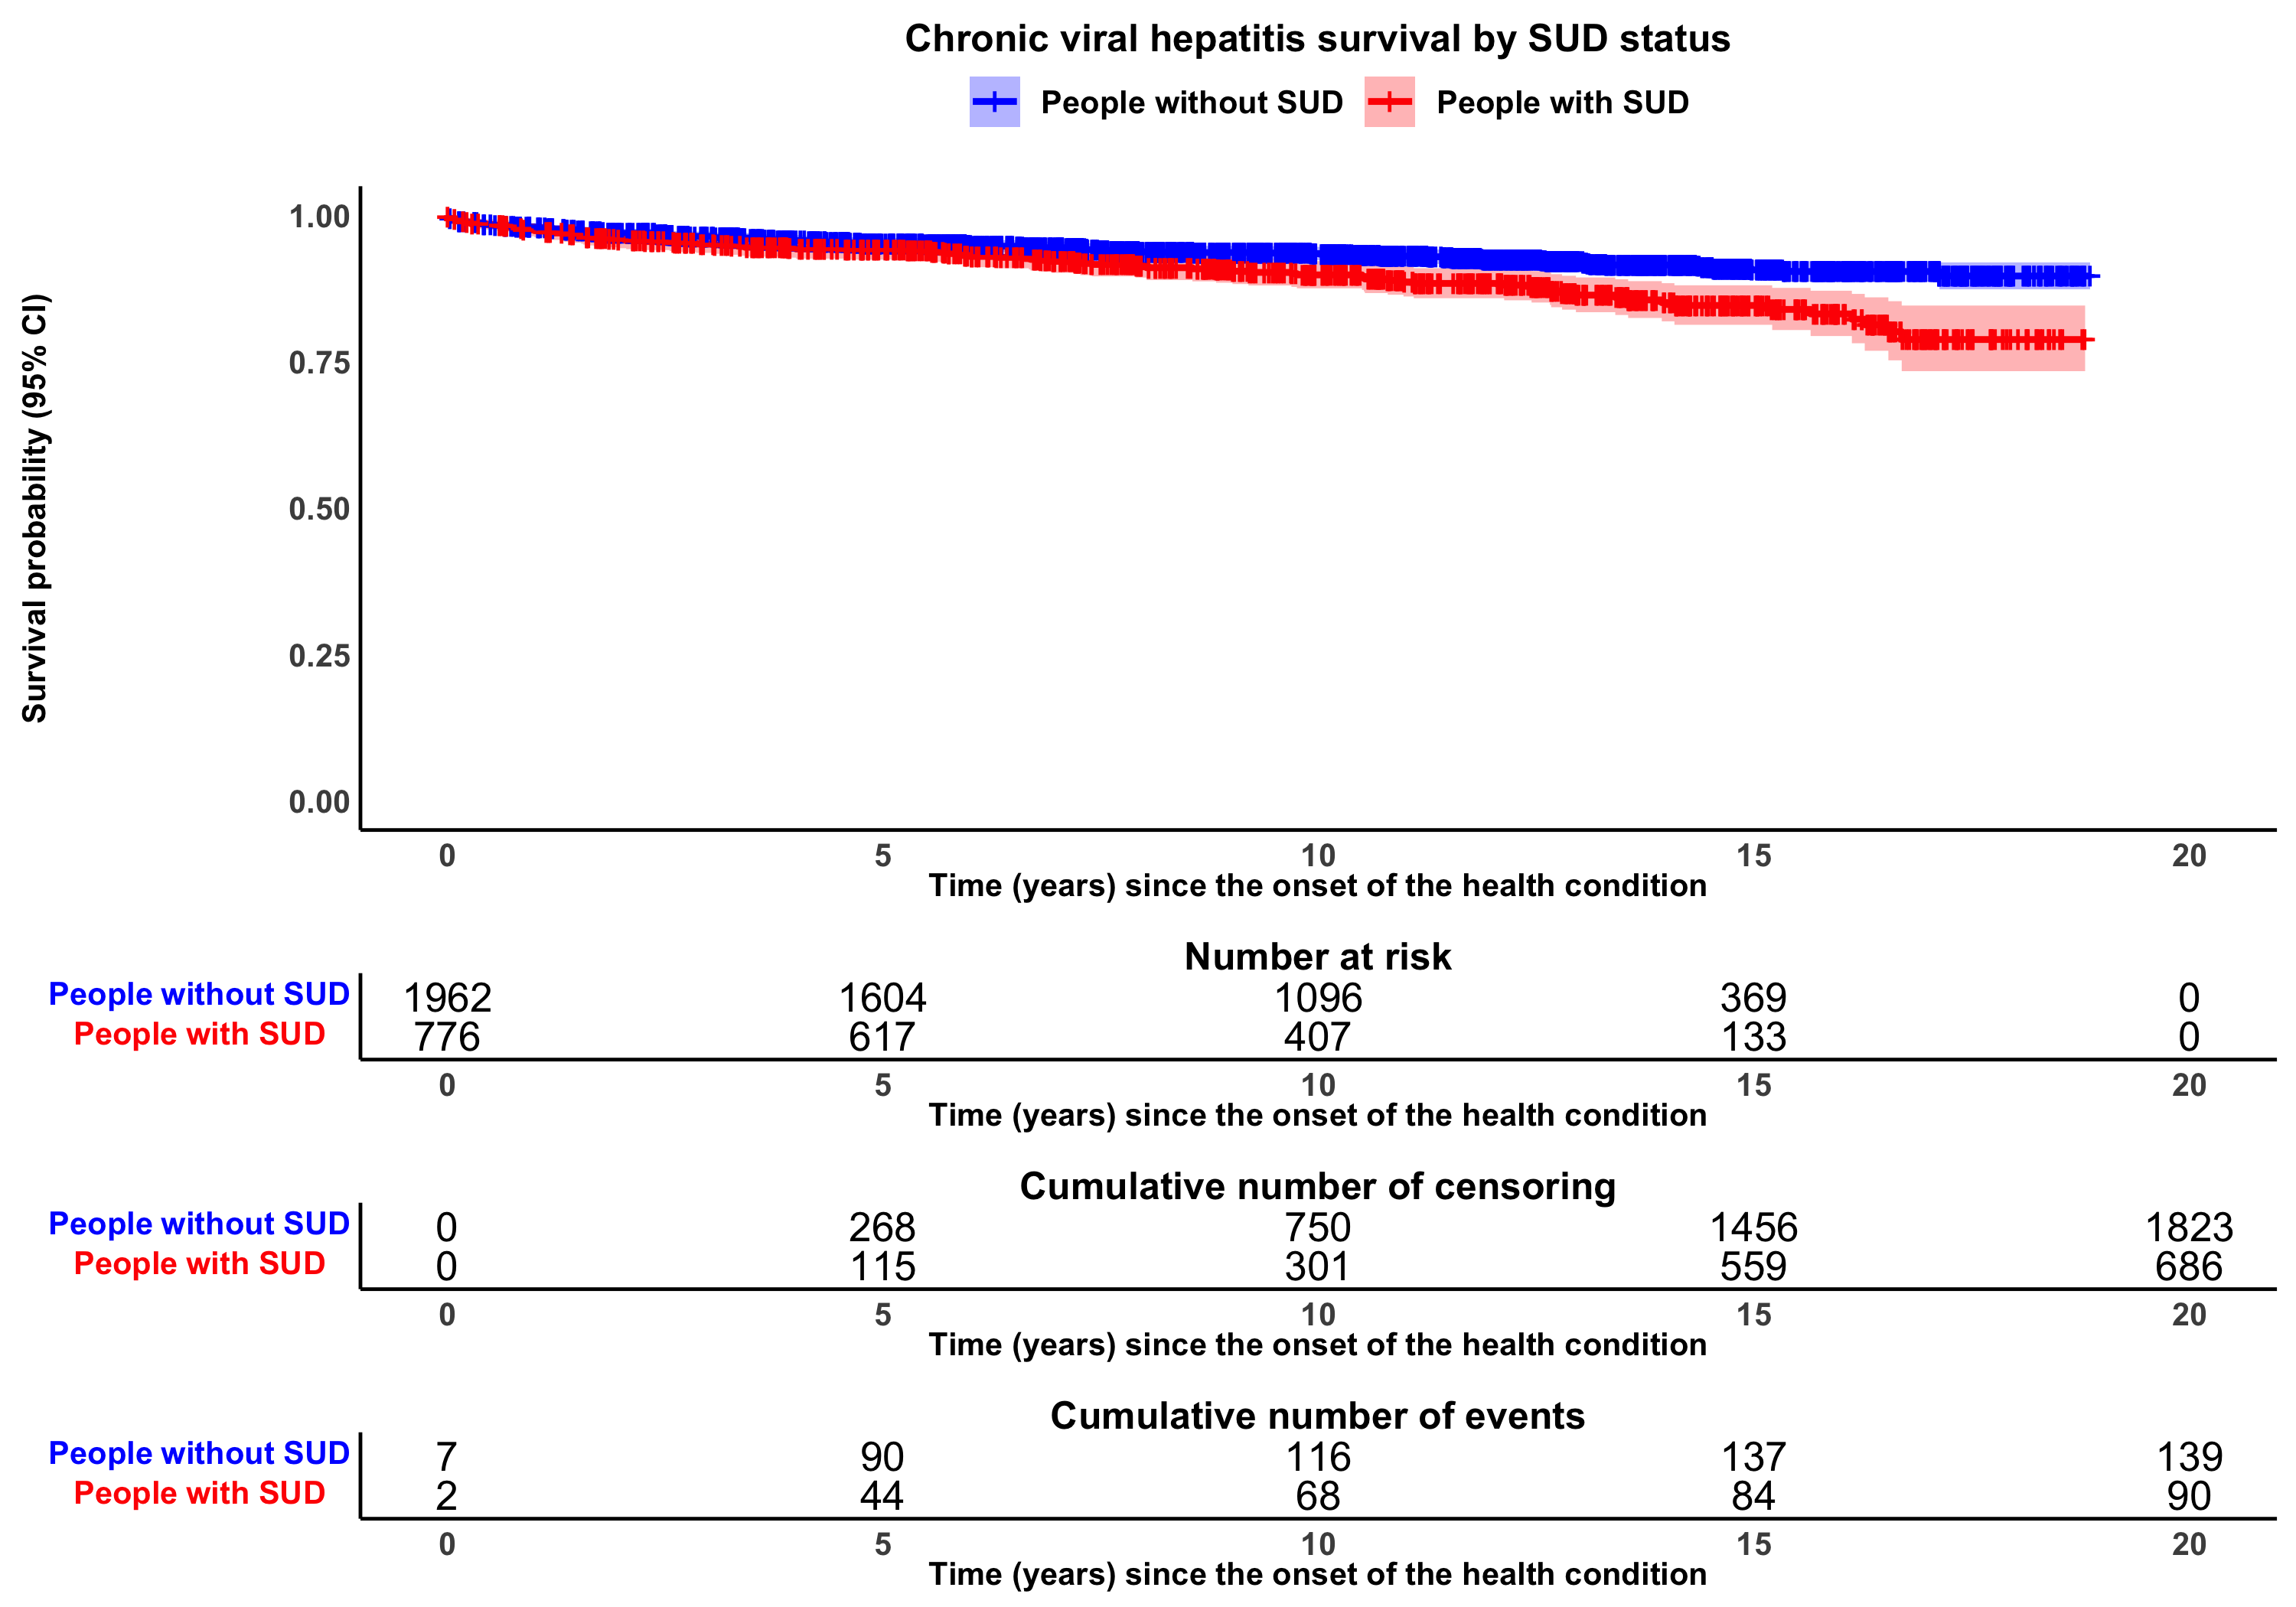 Chronic viral hepatitis survival by SUD status
People without SUD People with SUD
Survival probability (95% CI)
1.00
0.75
0.50
0.25
0.00
0 5 10 15 20
Time (years) since the onset of the health condition
Number at risk
People without SUD 1962 1604 1096 369 0
People with SUD 776 617 407 133 0
0 5 10 15 20
Time (years) since the onset of the health condition
Cumulative number of censoring
People without SUD 0 268 750 1456 1823
People with SUD 0 115 301 559 686
0 5 10 15 20
Time (years) since the onset of the health condition
Cumulative number of events
People without SUD 7 90 116 137 139
People with SUD 2 44 68 84 90
0 5 10 15 20
Time (years) since the onset of the health condition